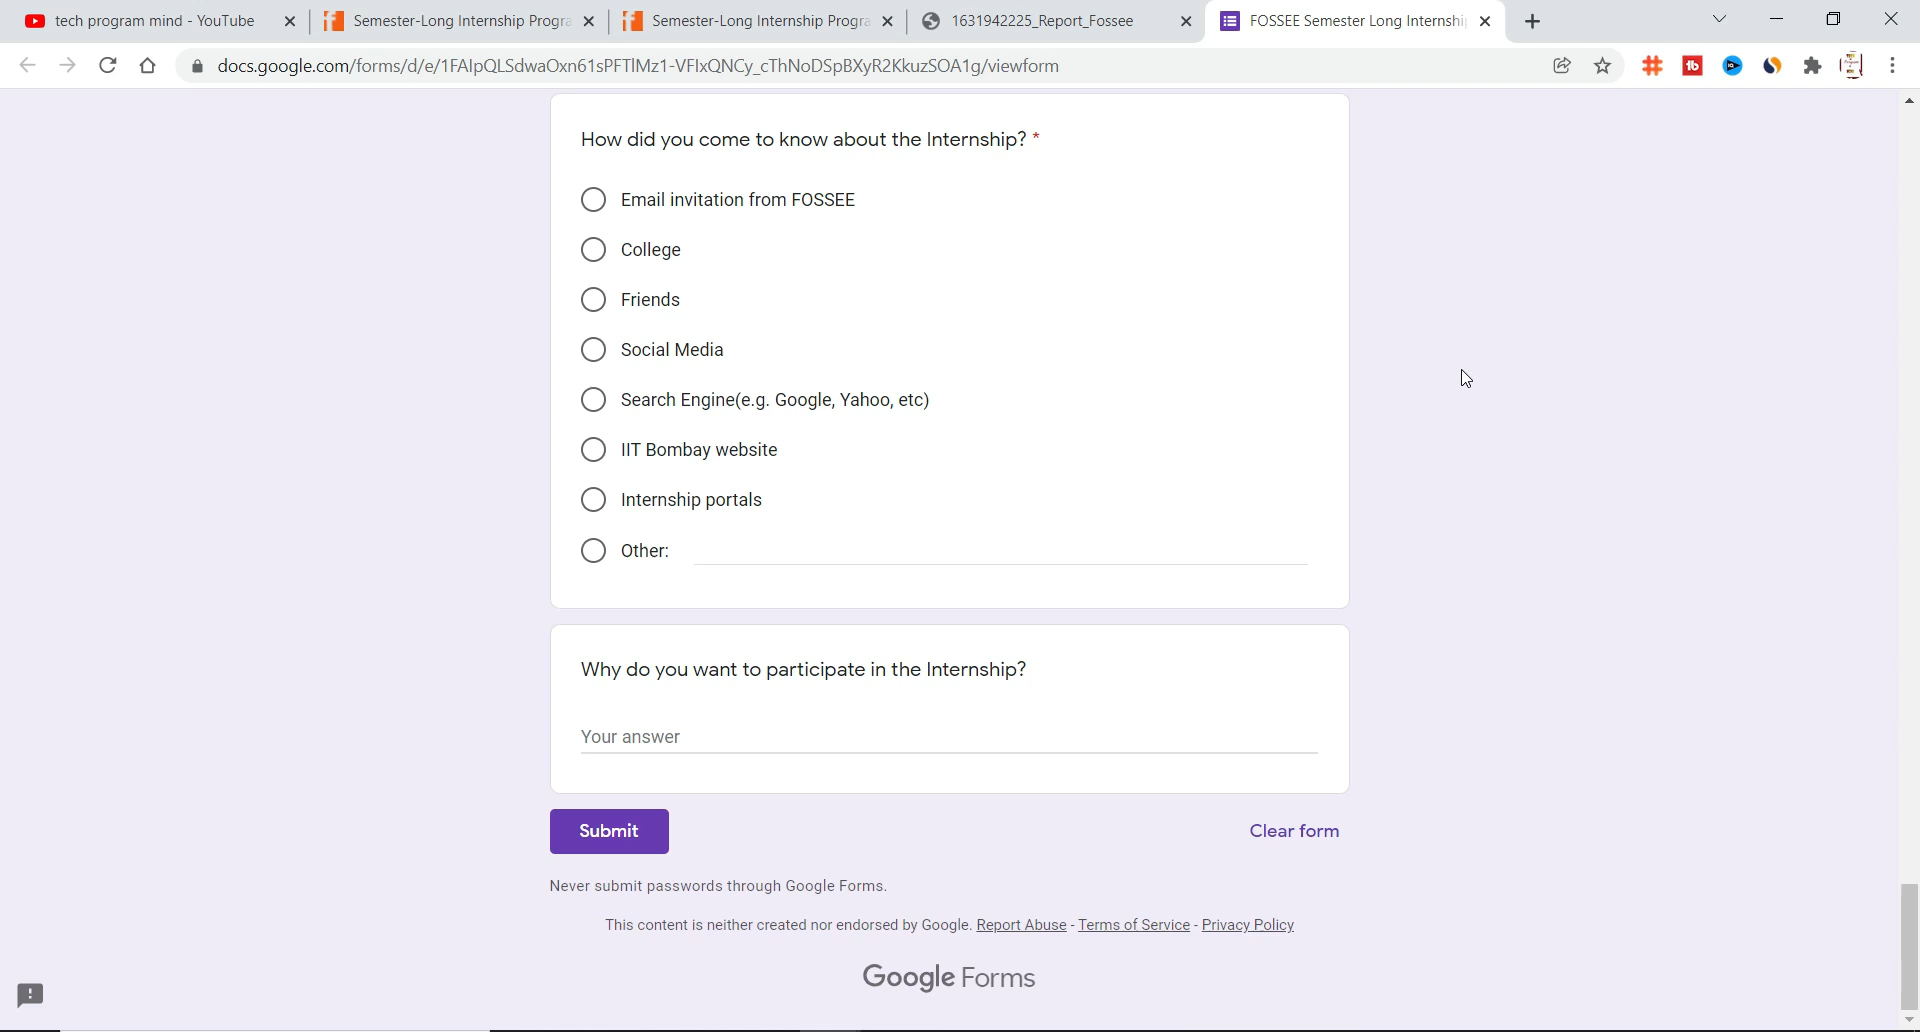 tech program mind - YouTube
Semester-Long Internship Progra
Semester-Long Internship Progra
1631942225_Report_Fossee
FOSSEE Semester Long Internshi
docs.google.com/forms/d/e/1FAIpQLSdwaOxn61sPFTIMz1-VFIxQNCy_cThNoDSpBXyR2KkuzSOA1g/viewform
How did you come to know about the Internship? *
Email invitation from FOSSEE
College
Friends
Social Media
Search Engine(e.g. Google, Yahoo, etc)
IIT Bombay website
Internship portals
Other:
Why do you want to participate in the Internship?
Your answer
Submit
Clear form
Never submit passwords through Google Forms.
This content is neither created nor endorsed by Google. Report Abuse - Terms of Service - Privacy Policy
Google Forms